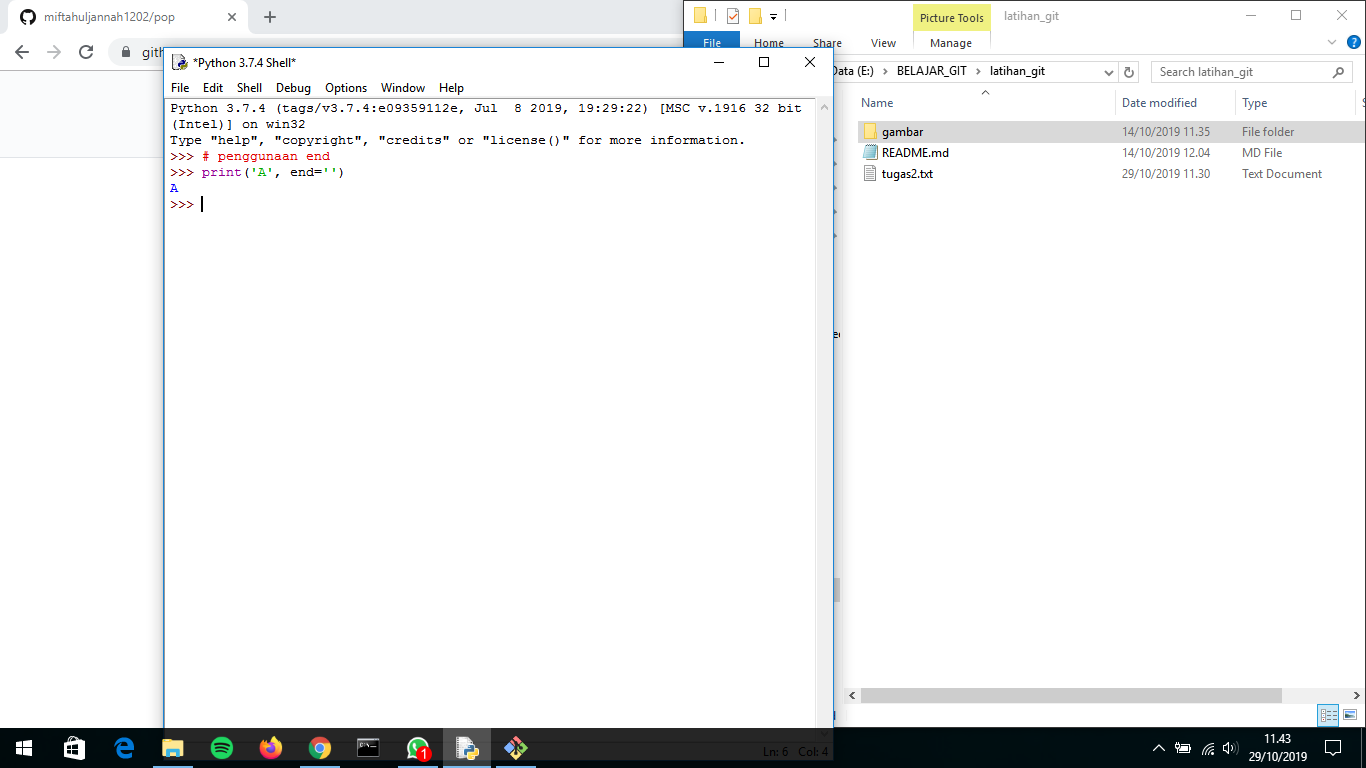 miftahuljannah1202/pop
gith
Picture Tools
latihan_git
File
Home
Share
View
Manage
Data (E:)
BELAJAR_GIT
latihan_git
Search latihan_git
Name
Date modified
Type
S
gambar
14/10/2019 11.35
File folder
README.md
14/10/2019 12.04
MD File
tugas2.txt
29/10/2019 11.30
Text Document
*Python 3.7.4 Shell*
File Edit Shell Debug Options Window Help
Python 3.7.4 (tags/v3.7.4:e09359112e, Jul  8 2019, 19:29:22) [MSC v.1916 32 bit
(Intel)] on win32
Type "help", "copyright", "credits" or "license()" for more information.
>>> # penggunaan end
>>> print('A', end='')
A
>>>
Ln: 6 Col: 4
1
11.43
29/10/2019